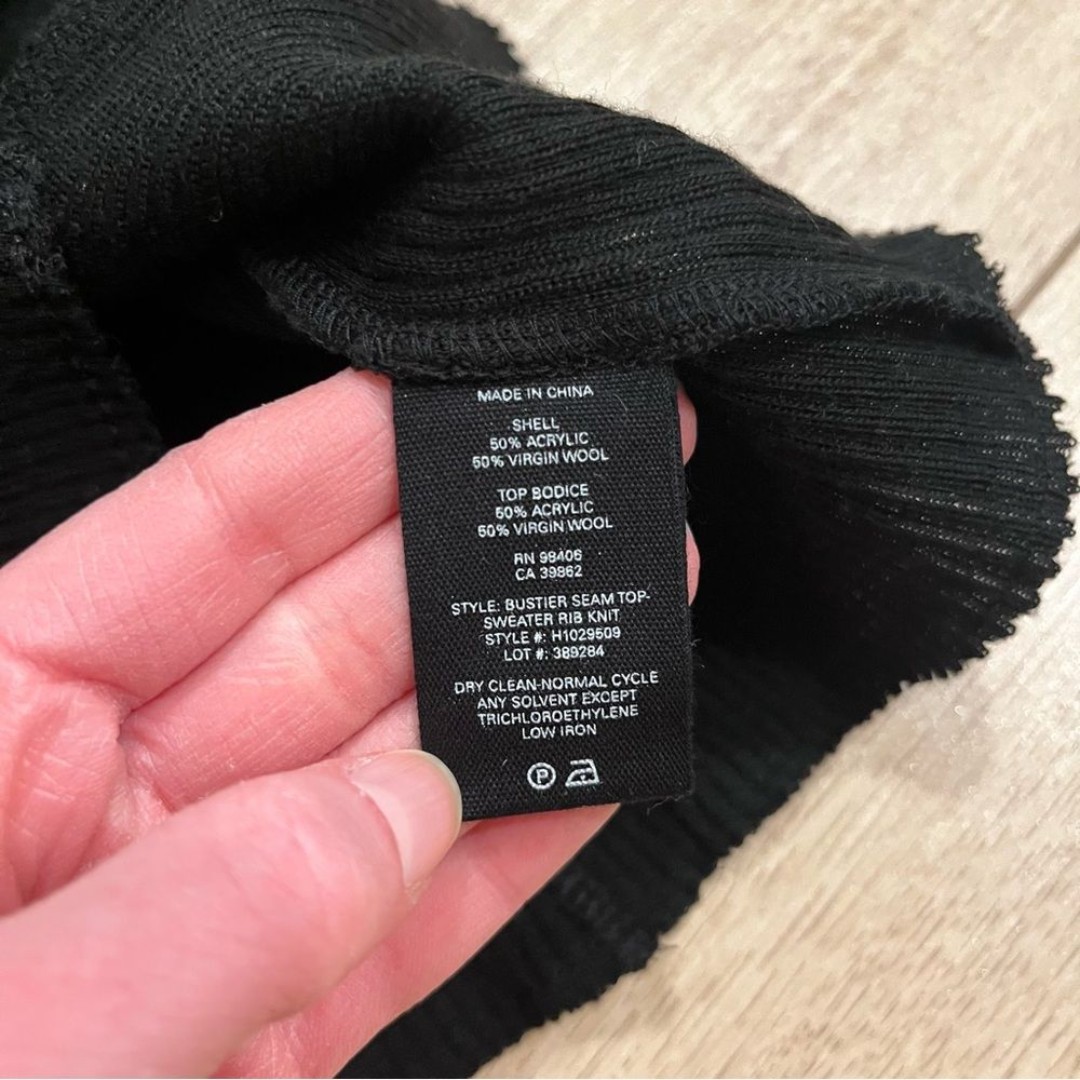 MADE IN CHINA
SHELL
50% ACRYLIC
50% VIRGIN WOOL
TOP BODICE
50% ACRYLIC
50% VIRGIN WOOL
RN 98406
CA 39862
STYLE: BUSTIER SEAM TOP-
SWEATER RIB KNIT
STYLE #: H1029509
LOT #: 389284
DRY CLEAN-NORMAL CYCLE
ANY SOLVENT EXCEPT
TRICHLOROETHYLENE
LOW IRON
P